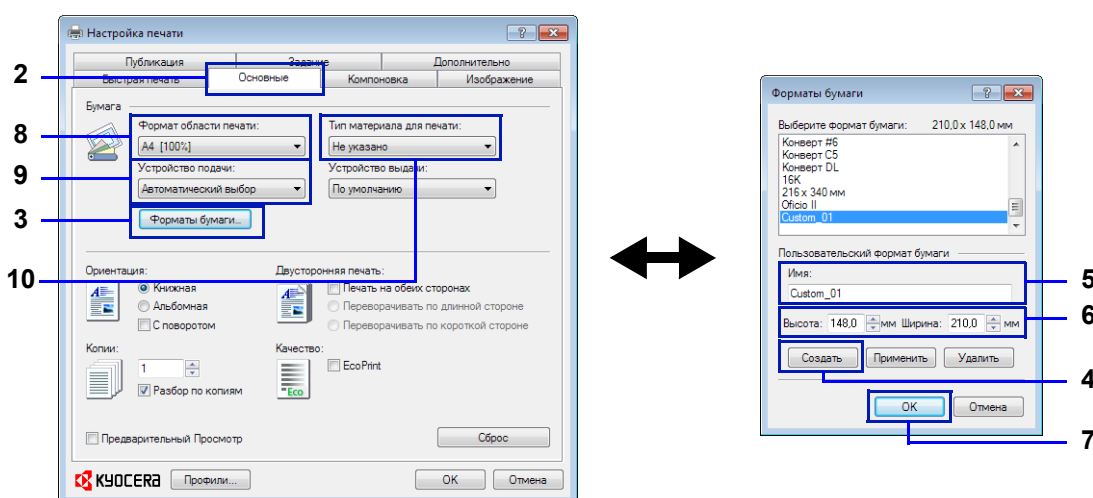 Настройка печати
Публикация Задание Дополнительно
2
Быстрая печать Основные Компоновка Изображение
Бумага
8
Формат области печати: Тип материала для печати:
A4 [100%] Не указано
9
Устройство подачи: Устройство выдачи:
Автоматический выбор По умолчанию
3
Форматы бумаги...
10
Ориентация: Двусторонняя печать:
Книжная Печать на обеих сторонах
Альбомная Переворачивать по длинной стороне
С поворотом Переворачивать по короткой стороне
Копии: Качество:
1 EcoPrint
Разбор по копиям
Eco
Предварительный Просмотр Сброс
KYOCERA Профили... OK Отмена
Форматы бумаги
Выберите формат бумаги: 210,0 x 148,0 мм
Конверт #6
Конверт C5
Конверт DL
16K
216 x 340 мм
Oficio II
Custom_01
Пользовательский формат бумаги
Имя:
5
Custom_01
6
Высота: 148,0 мм Ширина: 210,0 мм
Создать Применить Удалить
4
OK Отмена
7